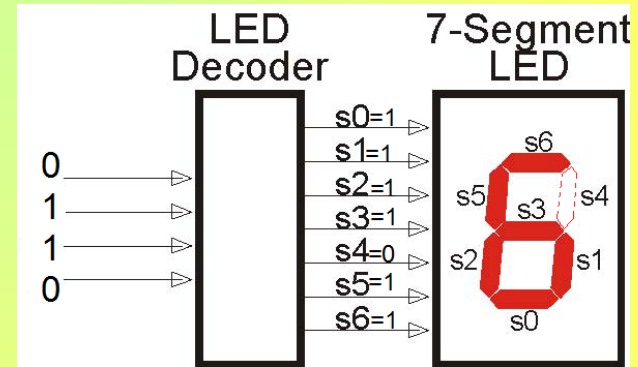 LED
Decoder
7-Segment
LED
0
1
1
0
s0=1
s1=1
s2=1
s3=1
s4=0
s5=1
s6=1
s6
s5
s4
s3
s2
s1
s0